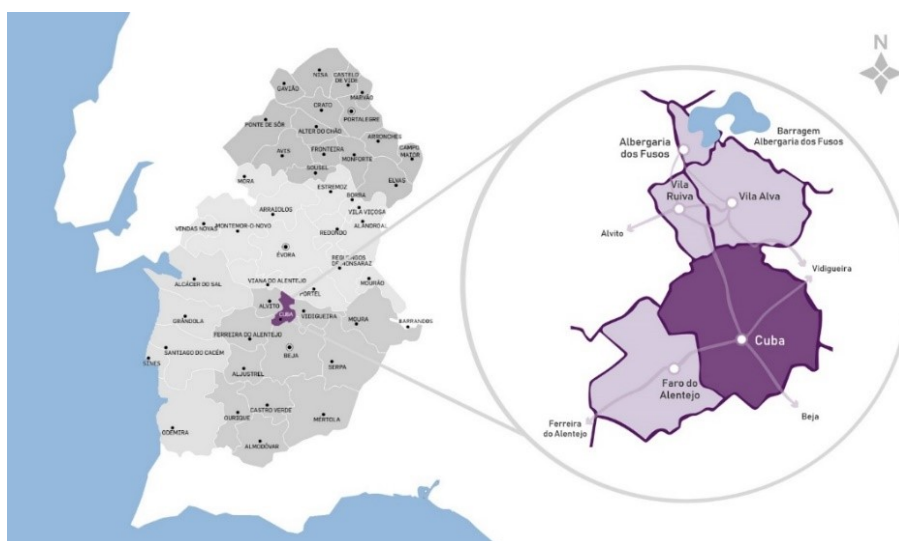 N
NISA
CASTELO
DE VIDE
GAVIÃO
MARVÃO
CRATO
PORTALEGRE
PONTE DE SÔR
ALTER DO CHÃO
ARRONCHES
AVIS
FRONTEIRA
MONFORTE
CAMPO
MAIOR
SOUSEL
MORA
ELVAS
ESTREMOZ
BORBA
ARRAIOLOS
VILA VIÇOSA
VENDAS NOVAS
MONTEMOR-O-NOVO
REDONDO
ALANDROAL
ÉVORA
REGUENGOS
DE MONSARAZ
VIANA DO ALENTEJO
MOURÃO
ALCÁCER DO SAL
PORTEL
ALVITO
CUBA
VIDIGUEIRA
GRÂNDOLA
MOURA
BARRANCOS
FERREIRA DO ALENTEJO
SANTIAGO DO CACÉM
BEJA
SINES
ALJUSTREL
SERPA
CASTRO VERDE
OURIQUE
MÉRTOLA
ODEMIRA
ALMODÔVAR
Albergaria
dos Fusos
Barragem
Albergaria dos Fusos
Vila
Ruiva
Vila Alva
Alvito
Vidigueira
Cuba
Faro do
Alentejo
Ferreira
do Alentejo
Beja